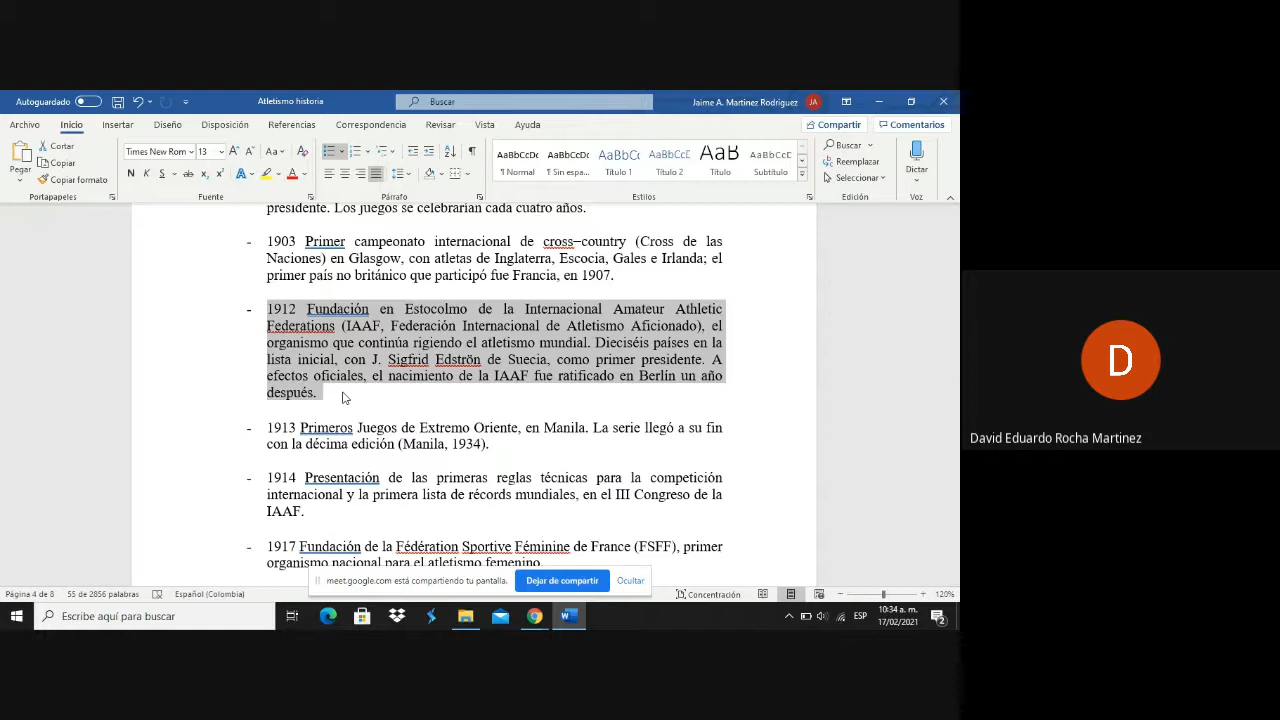 Autoguardado
Atletismo historia
Buscar
Jaime A. Martinez Rodriguez
JA
Archivo
Inicio
Insertar
Diseño
Disposición
Referencias
Correspondencia
Revisar
Vista
Ayuda
Compartir
Comentarios
Pegar
Cortar
Copiar
Copiar formato
Portapapeles
Times New Rom
13
Aa
N K S
Fuente
Párrafo
AaBbCcDc
¶ Normal
AaBbCcDc
¶ Sin espa...
AaBbCc
Título 1
AaBbCcD
Título 2
AaB
Título
AaBbCcD
Subtítulo
Estilos
Buscar
Reemplazar
Seleccionar
Edición
Dictar
Voz
presidente. Los juegos se celebrarían cada cuatro años.
- 1903 Primer campeonato internacional de cross−country (Cross de las
Naciones) en Glasgow, con atletas de Inglaterra, Escocia, Gales e Irlanda; el
primer país no británico que participó fue Francia, en 1907.
- 1912 Fundación en Estocolmo de la Internacional Amateur Athletic
Federations (IAAF, Federación Internacional de Atletismo Aficionado), el
organismo que continúa rigiendo el atletismo mundial. Dieciséis países en la
lista inicial, con J. Sigfrid Edströn de Suecia, como primer presidente. A
efectos oficiales, el nacimiento de la IAAF fue ratificado en Berlín un año
después.
- 1913 Primeros Juegos de Extremo Oriente, en Manila. La serie llegó a su fin
con la décima edición (Manila, 1934).
- 1914 Presentación de las primeras reglas técnicas para la competición
internacional y la primera lista de récords mundiales, en el III Congreso de la
IAAF.
- 1917 Fundación de la Fédération Sportive Féminine de France (FSFF), primer
organismo nacional para el atletismo femenino.
meet.google.com está compartiendo tu pantalla.
Dejar de compartir
Ocultar
Página 4 de 8
55 de 2856 palabras
Español (Colombia)
Concentración
120%
Escribe aquí para buscar
ESP
10:34 a. m.
17/02/2021
2
D
David Eduardo Rocha Martinez